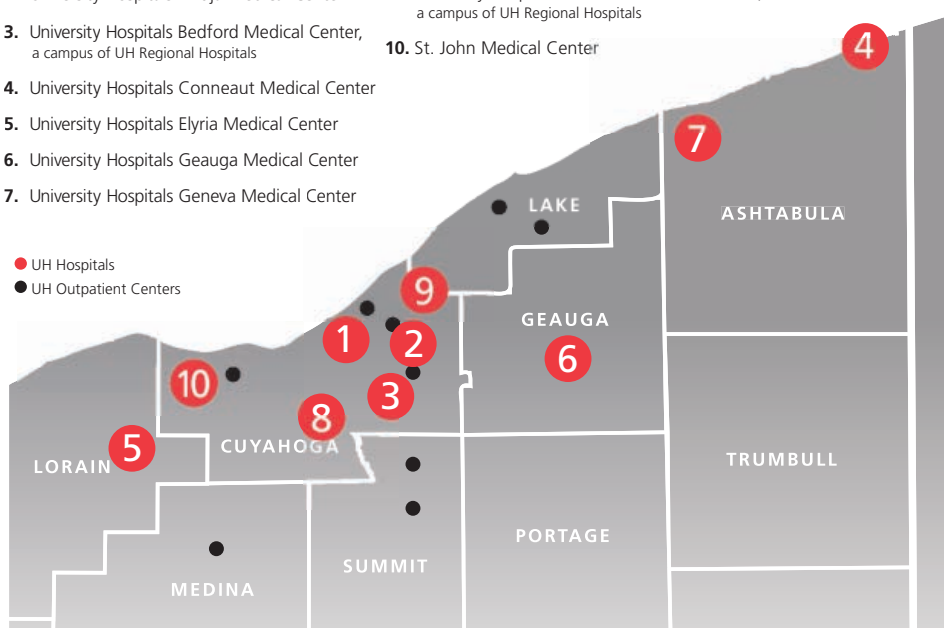 a campus of UH Regional Hospitals
3. University Hospitals Bedford Medical Center,
a campus of UH Regional Hospitals
10. St. John Medical Center
4. University Hospitals Conneaut Medical Center
5. University Hospitals Elyria Medical Center
6. University Hospitals Geauga Medical Center
7. University Hospitals Geneva Medical Center
UH Hospitals
UH Outpatient Centers
4
7
LAKE
ASHTABULA
9
GEAUGA
1
2
6
10
3
8
CUYAHOGA
5
LORAIN
TRUMBULL
PORTAGE
SUMMIT
MEDINA